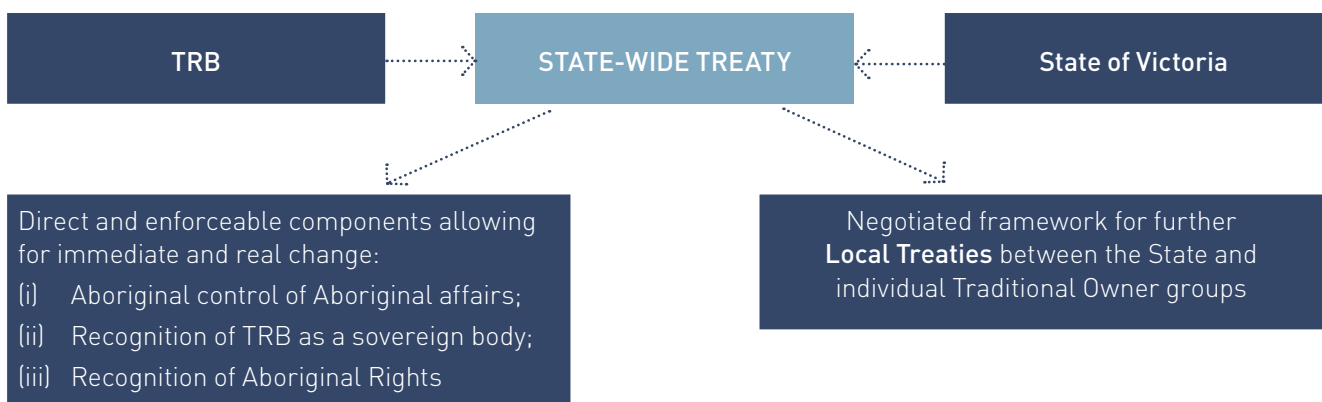 TRB
STATE-WIDE TREATY
State of Victoria
Direct and enforceable components allowing
for immediate and real change:
(i) Aboriginal control of Aboriginal affairs;
(ii) Recognition of TRB as a sovereign body;
(iii) Recognition of Aboriginal Rights
Negotiated framework for further
Local Treaties between the State and
individual Traditional Owner groups